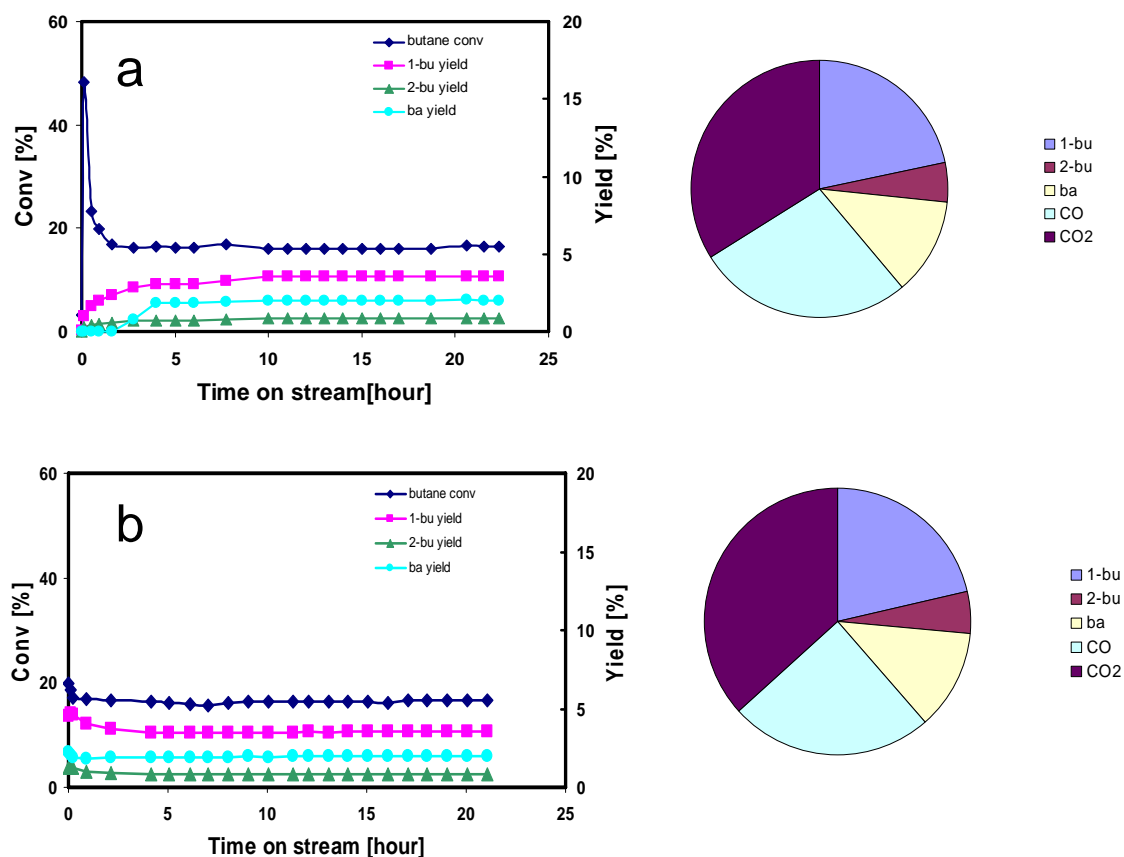 a
butane conv
1-bu yield
2-bu yield
ba yield
Conv [%]
60
40
20
0
Yield [%]
20
15
10
5
0
0 5 10 15 20 25
Time on stream[hour]
1-bu
2-bu
ba
CO
CO2
b
butane conv
1-bu yield
2-bu yield
ba yield
Conv [%]
60
40
20
0
Yield [%]
20
15
10
5
0
0 5 10 15 20 25
Time on stream [hour]
1-bu
2-bu
ba
CO
CO2